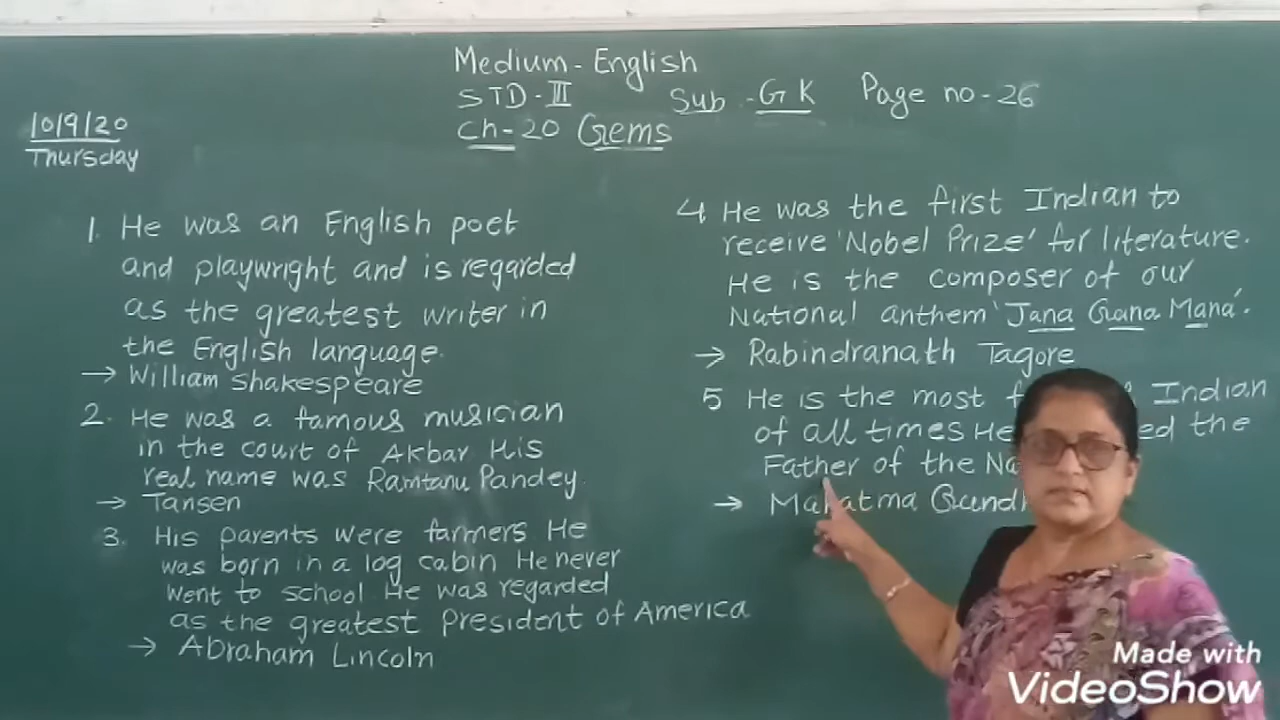 Medium - English
STD - III Sub - G K Page no - 26
Ch - 20 Gems
10/9/20
Thursday
1. He was an English poet
and playwright and is regarded
as the greatest writer in
the English language.
→ William Shakespeare
2. He was a famous musician
in the court of Akbar His
real name was Ramtanu Pandey.
→ Tansen
3. His parents were farmers He
was born in a log cabin He never
went to school He was regarded
as the greatest president of America
→ Abraham Lincoln
4 He was the first Indian to
receive 'Nobel Prize' for literature.
He is the composer of our
National anthem 'Jana Gana Mana'.
→ Rabindranath Tagore
5 He is the most Indian
of all times He the
Father of the
→ Mahatma
Made with
VideoShow